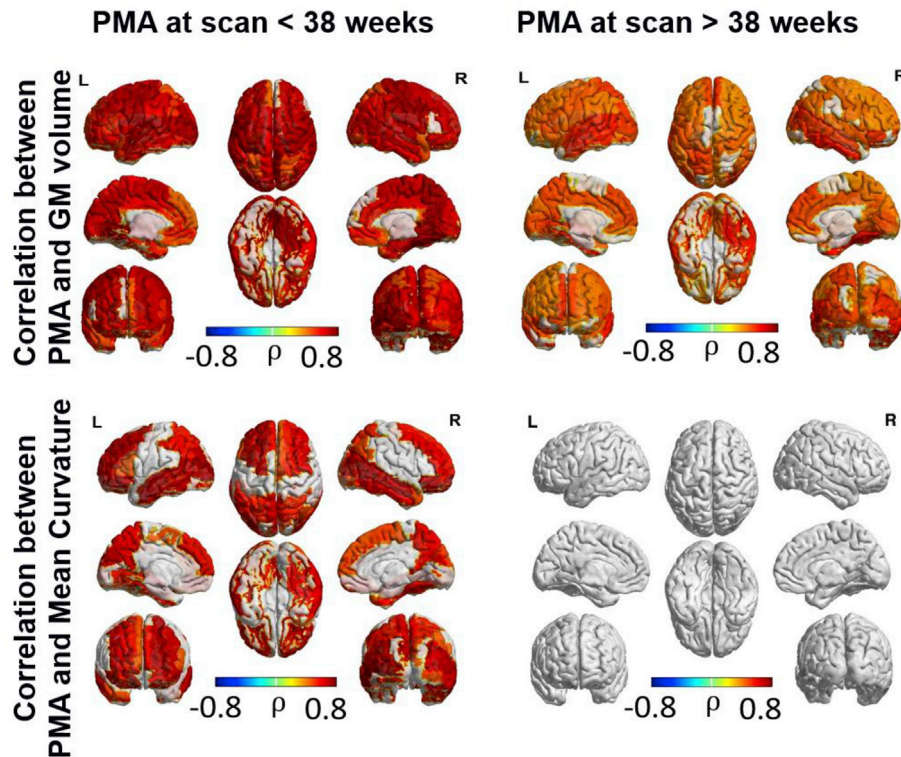 PMA at scan < 38 weeks
PMA at scan > 38 weeks
Correlation between
PMA and GM volume
L
R
-0.8 ρ 0.8
L
R
-0.8 ρ 0.8
Correlation between
PMA and Mean Curvature
L
R
-0.8 ρ 0.8
L
R
-0.8 ρ 0.8